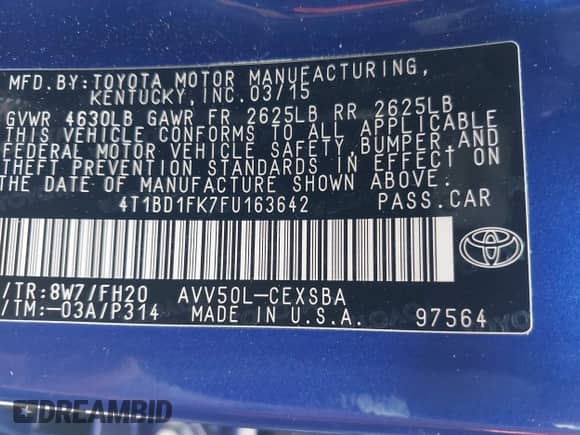 MFD. BY: TOYOTA MOTOR MANUFACTURING,
KENTUCKY, INC. 03/15
GVWR 4630LB GAWR FR 2625LB RR 2625LB
THIS VEHICLE CONFORMS TO ALL APPLICABLE
FEDERAL MOTOR VEHICLE SAFETY, BUMPER, AND
THEFT PREVENTION STANDARDS IN EFFECT
ON THE DATE OF MANUFACTURE SHOWN ABOVE.
4T1BD1FK7FU163642 PASS. CAR
/TR: 8W7 /FH20 AVV50L-CEXSBA
/TM: -03A/P314 MADE IN U.S.A. 97564
DREAMBID